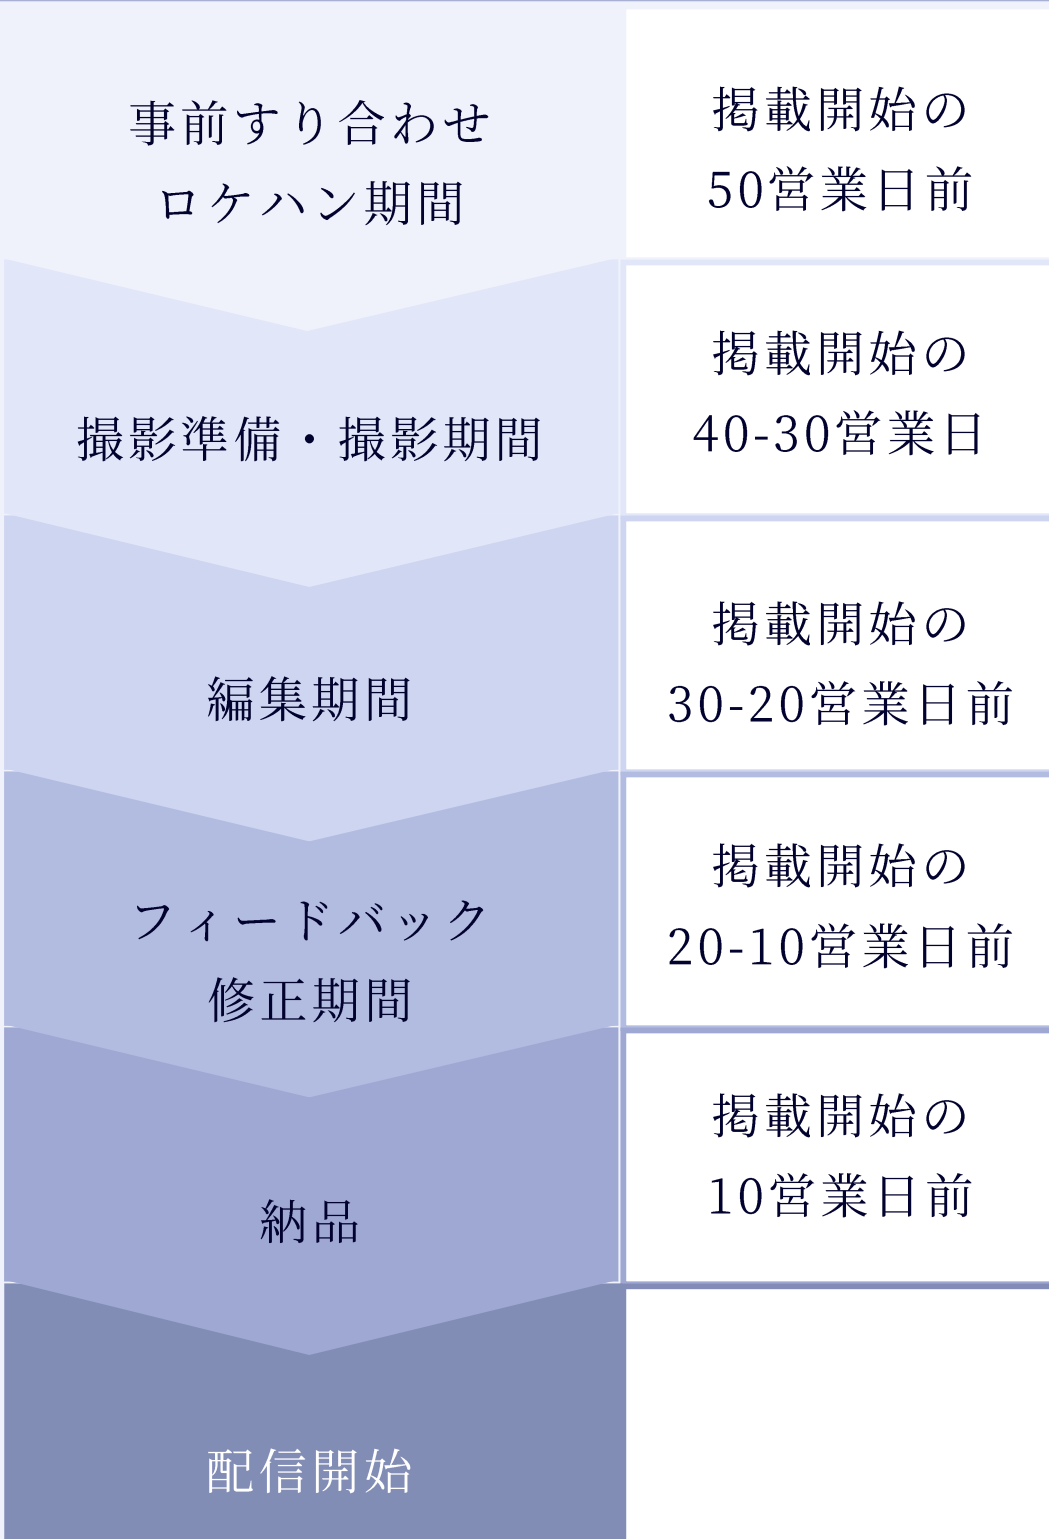 事前すり合わせ
ロケハン期間
掲載開始の
50営業日前
撮影準備・撮影期間
掲載開始の
40-30営業日
編集期間
掲載開始の
30-20営業日前
フィードバック
修正期間
掲載開始の
20-10営業日前
納品
掲載開始の
10営業日前
配信開始